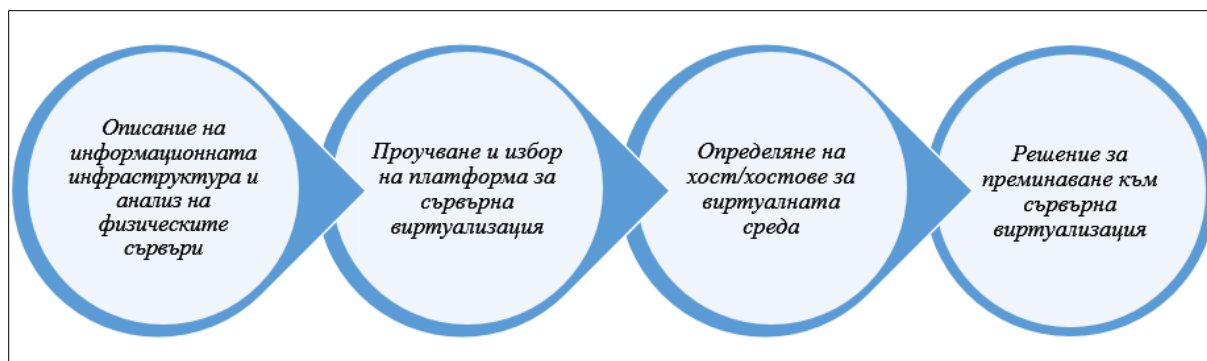 Описание на
информационната
инфраструктура и
анализ на
физическите
сървъри
Проучване и избор
на платформа за
сървърна
виртуализация
Определяне на
хост/хостове за
виртуалната
среда
Решение за
преминаване към
сървърна
виртуализация